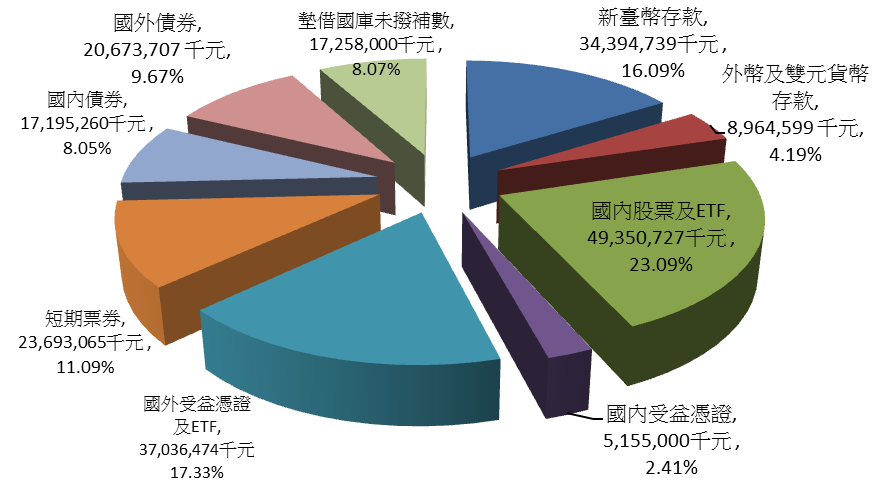 國外債券,
20,673,707 千元,
9.67%
墊借國庫未撥補數,
17,258,000千元,
8.07%
新臺幣存款,
34,394,739千元,
16.09%
外幣及雙元貨幣
存款,
8,964,599 千元,
4.19%
國內債券,
17,195,260千元,
8.05%
國內股票及ETF,
49,350,727千元,
23.09%
短期票券,
23,693,065千元,
11.09%
國外受益憑證
及ETF,
37,036,474千元
17.33%
國內受益憑證,
5,155,000千元,
2.41%